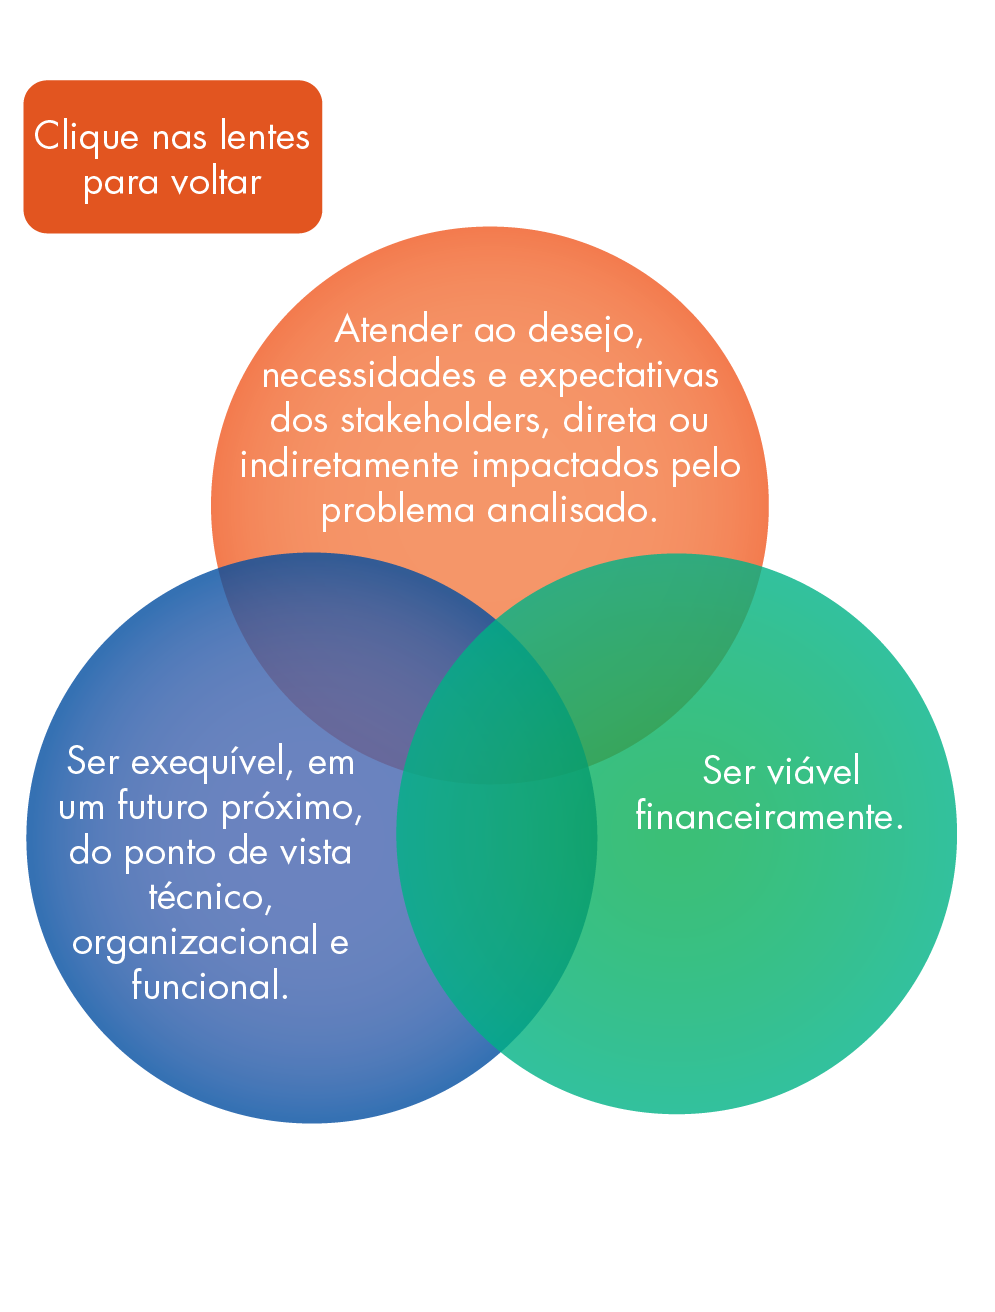 Clique nas lentes
para voltar
Atender ao desejo,
necessidades e expectativas
dos stakeholders, direta ou
indiretamente impactados pelo
problema analisado.
Ser exequível, em
um futuro próximo,
do ponto de vista
técnico,
organizacional e
funcional.
Ser viável
financeiramente.